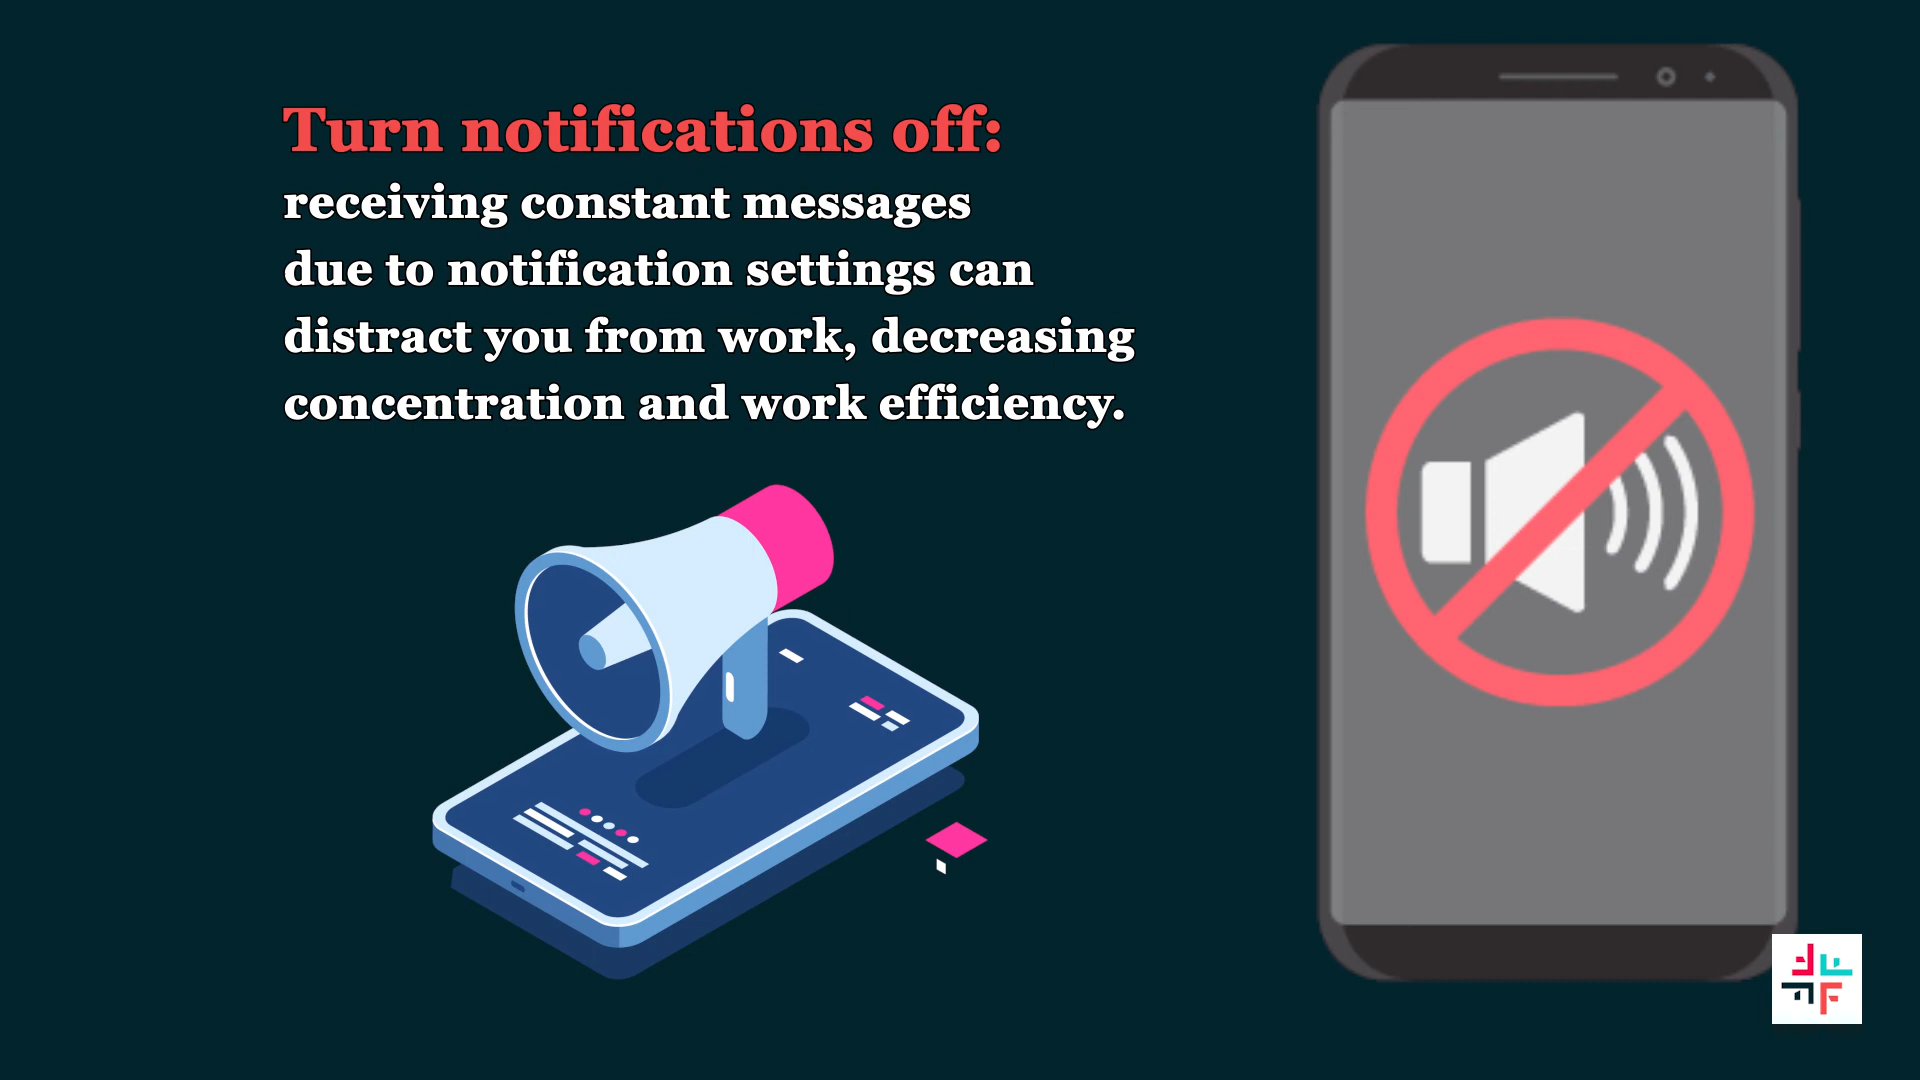 Turn notifications off:
receiving constant messages
due to notification settings can
distract you from work, decreasing
concentration and work efficiency.